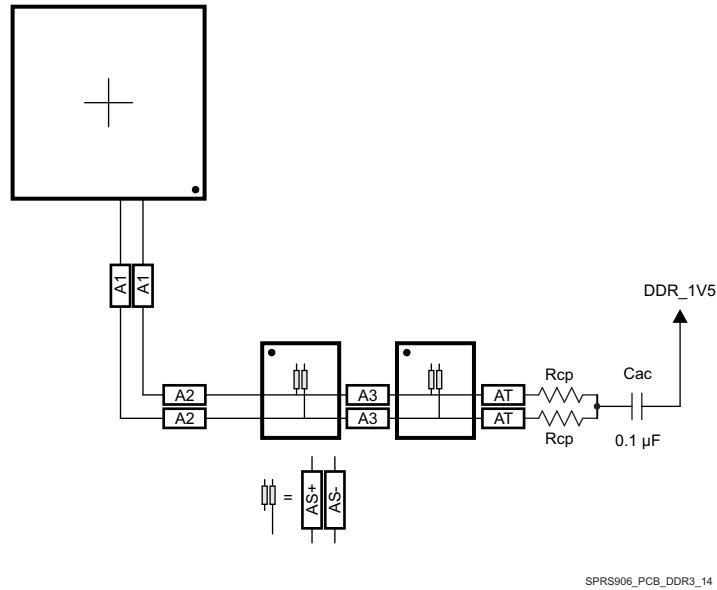 A1
A1
DDR_1V5
A2
A3
AT
Rcp
Cac
A2
A3
AT
Rcp
0.1 µF
=
AS+
AS-
SPRS906_PCB_DDR3_14